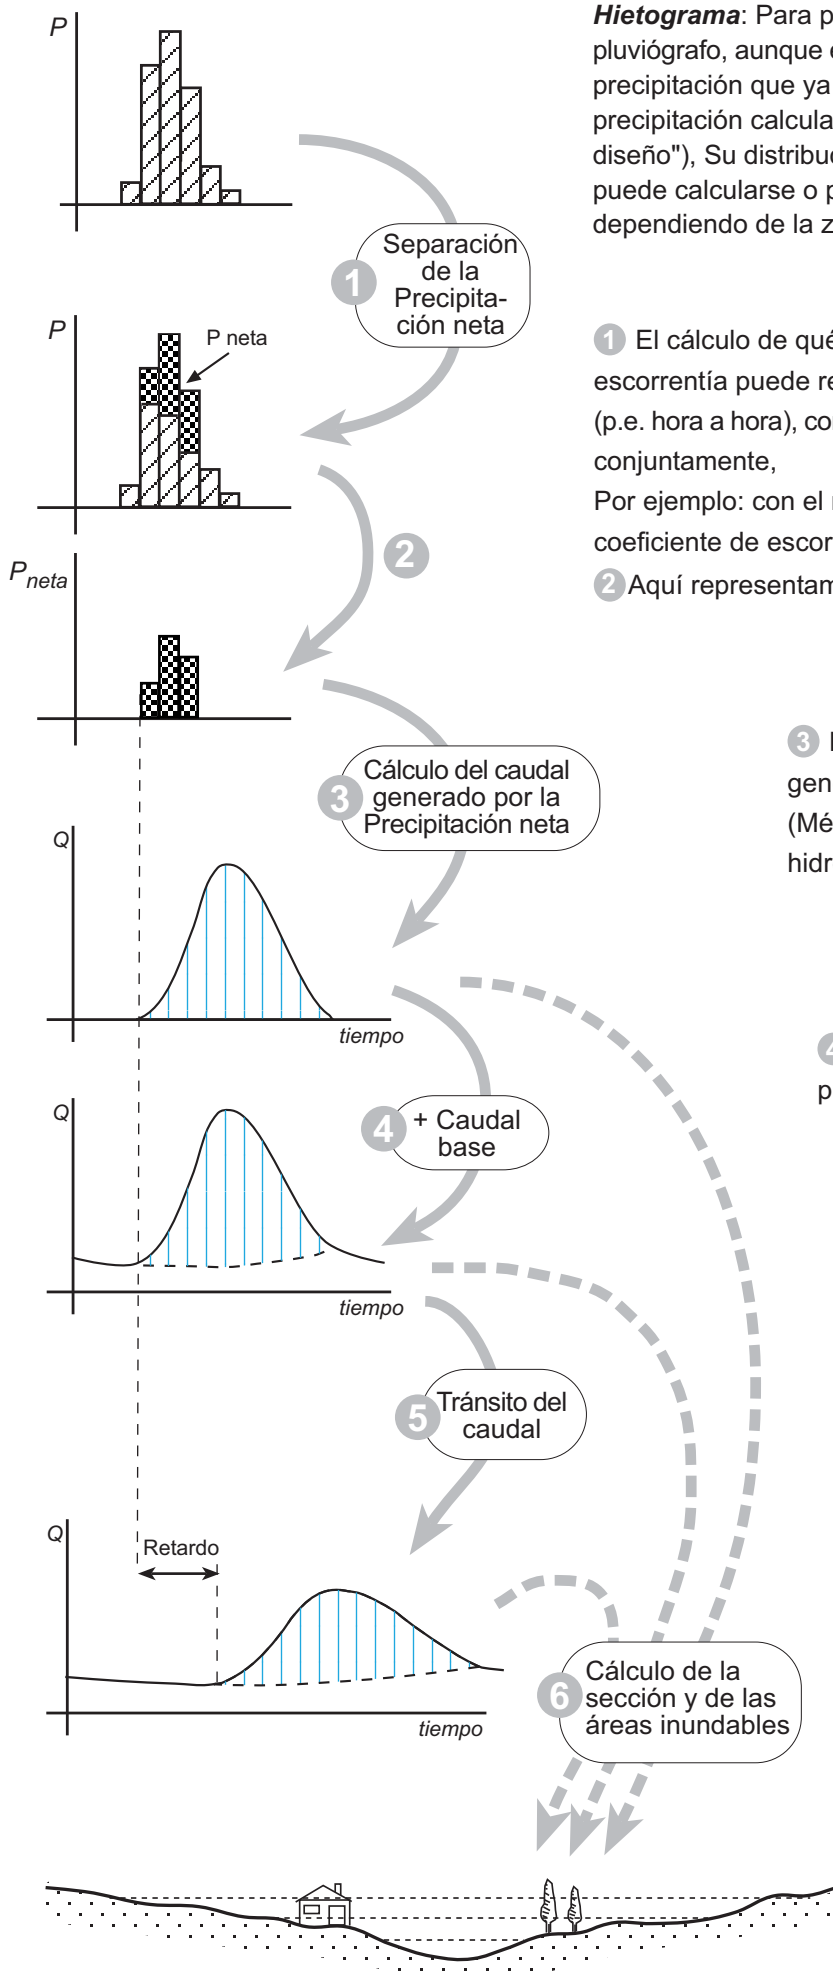 P
Hietograma: Para p
pluviógrafo, aunque
precipitación que ya
precipitación calcula
diseño"), Su distribu
puede calcularse o p
dependiendo de la z
1 Separación
de la
Precipita-
ción neta
P
P neta
1 El cálculo de qué
escorrentía puede re
(p.e. hora a hora), co
conjuntamente,
Por ejemplo: con el
coeficiente de escor
2
2 Aquí representam
Pneta
3 Cálculo del caudal
generado por la
Precipitación neta
3
gen
(Mé
hidr
Q
tiempo
4
p
Q
4 + Caudal
base
tiempo
5 Tránsito del
caudal
Q
Retardo
tiempo
6 Cálculo de la
sección y de las
áreas inundables